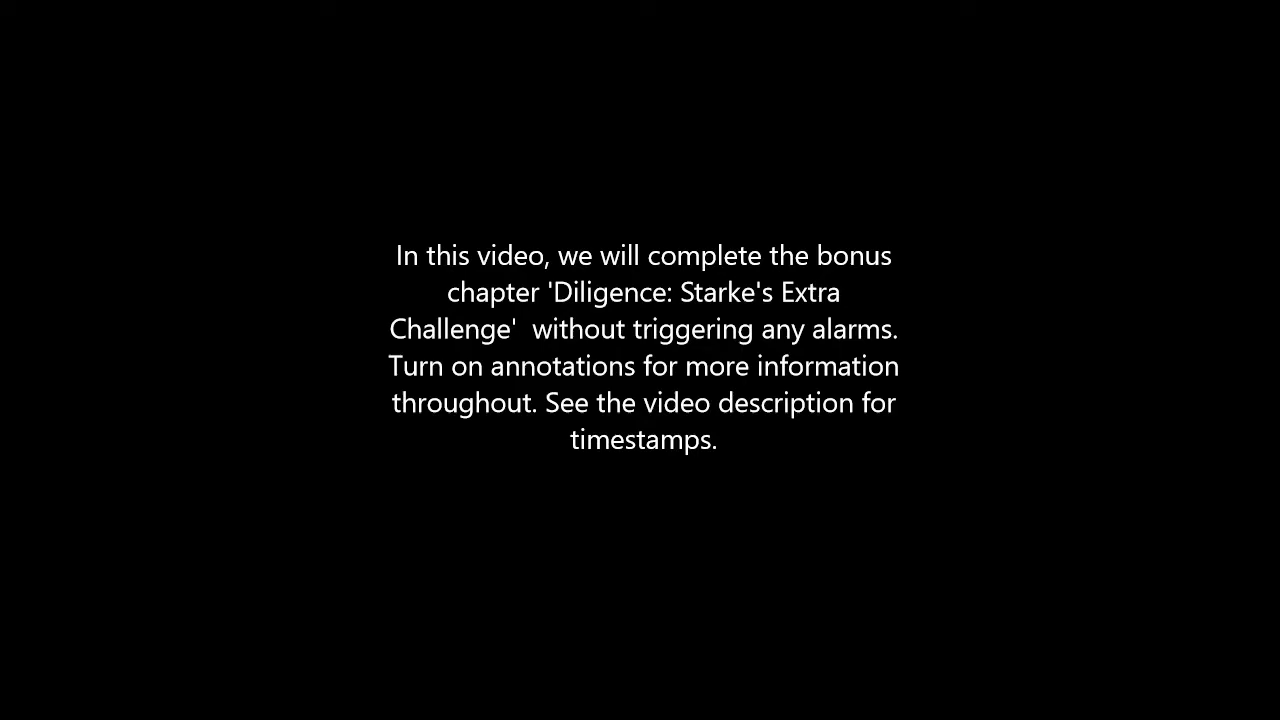 In this video, we will complete the bonus
chapter 'Diligence: Starke's Extra
Challenge'  without triggering any alarms.
Turn on annotations for more information
throughout. See the video description for
timestamps.